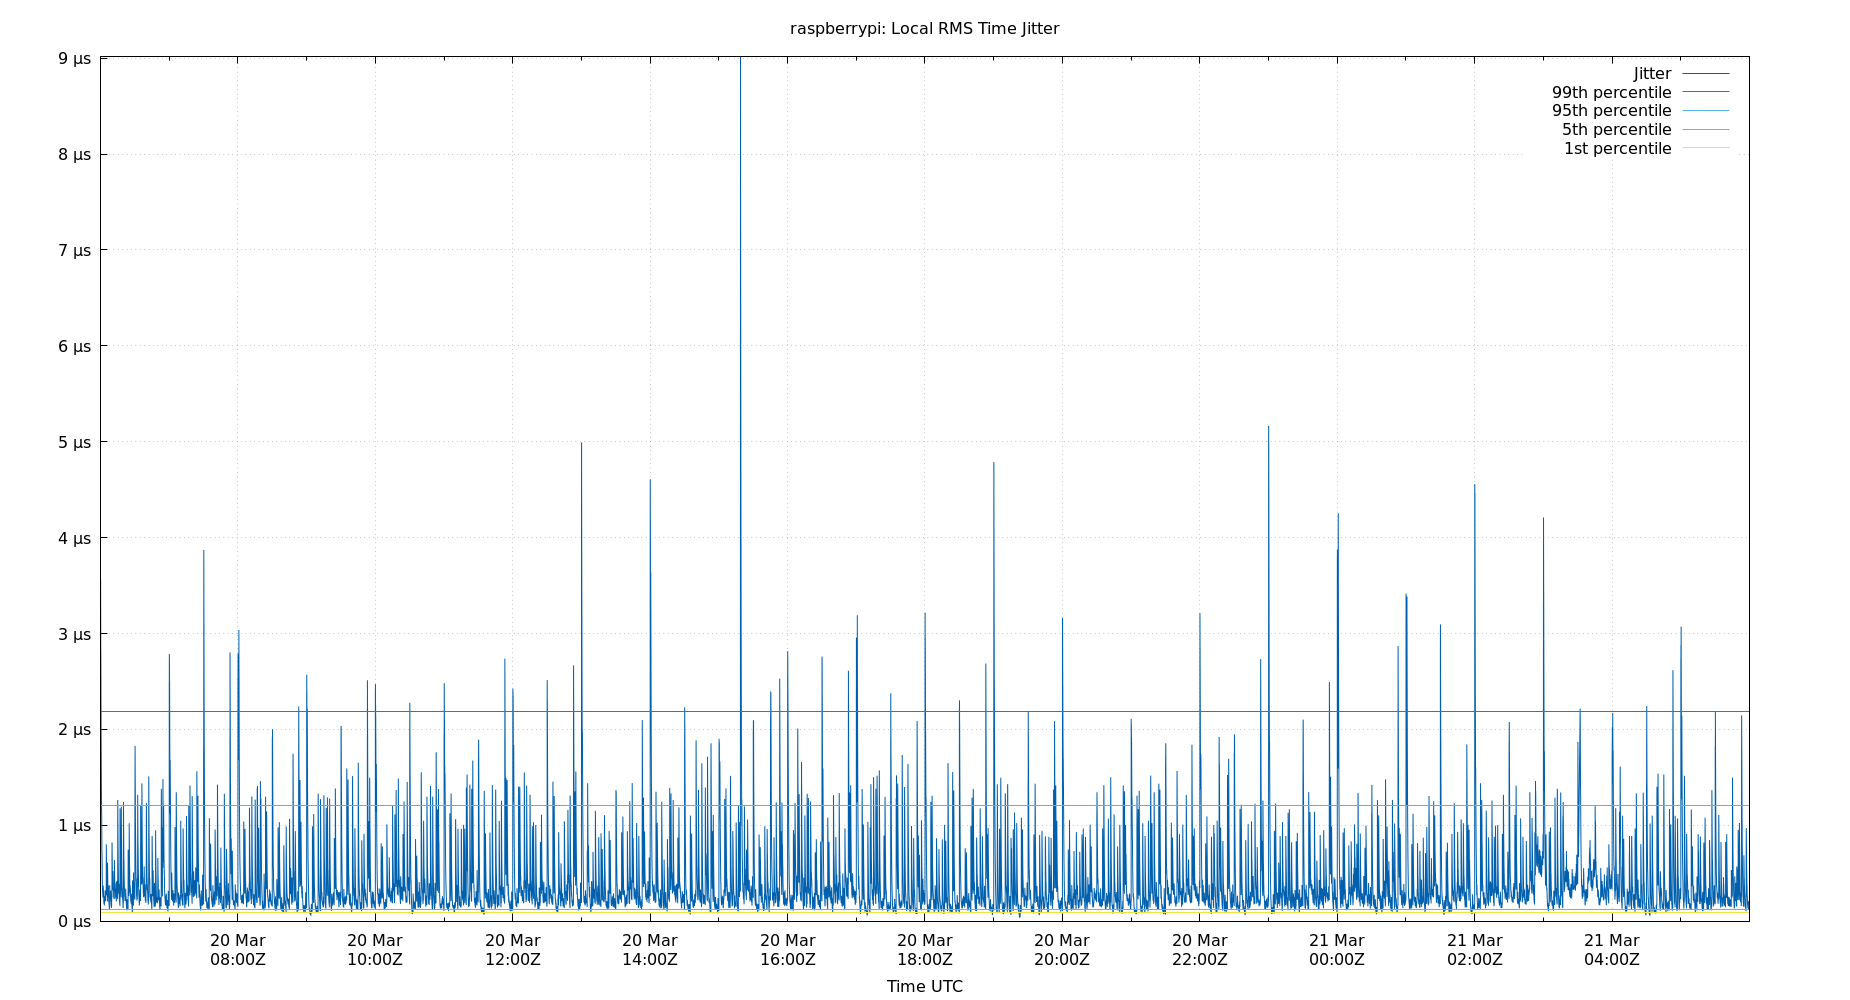 raspberrypi: Local RMS Time Jitter
Jitter
99th percentile
95th percentile
5th percentile
1st percentile
9 µs
8 µs
7 µs
6 µs
5 µs
4 µs
3 µs
2 µs
1 µs
0 µs
20 Mar 20 Mar 20 Mar 20 Mar 20 Mar 20 Mar 20 Mar 20 Mar 21 Mar 21 Mar 21 Mar
08:00Z 10:00Z 12:00Z 14:00Z 16:00Z 18:00Z 20:00Z 22:00Z 00:00Z 02:00Z 04:00Z
Time UTC